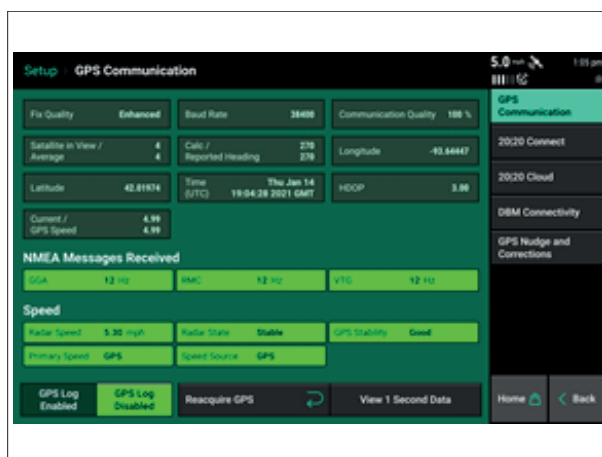 Setup GPS Communication
5.0 mph 1:05 pm
Fix Quality Enhanced
Baud Rate 38400
Communication Quality 100 %
Satellite in View / Average 4 4
Calc / Reported Heading 270 270
Longitude -93.64447
Latitude 42.01974
Time (UTC) Thu Jan 14 19:04:28 2021 GMT
HDOP 3.00
Current / GPS Speed 4.99 4.99
NMEA Messages Received
GGA 12 Hz
RMC 12 Hz
VTG 12 Hz
Speed
Radar Speed 5.30 mph
Radar State Stable
GPS Stability Good
Primary Speed GPS
Speed Source GPS
GPS Log Enabled
GPS Log Disabled
Reacquire GPS
View 1 Second Data
GPS Communication
20|20 Connect
20|20 Cloud
DBM Connectivity
GPS Nudge and Corrections
Home
< Back